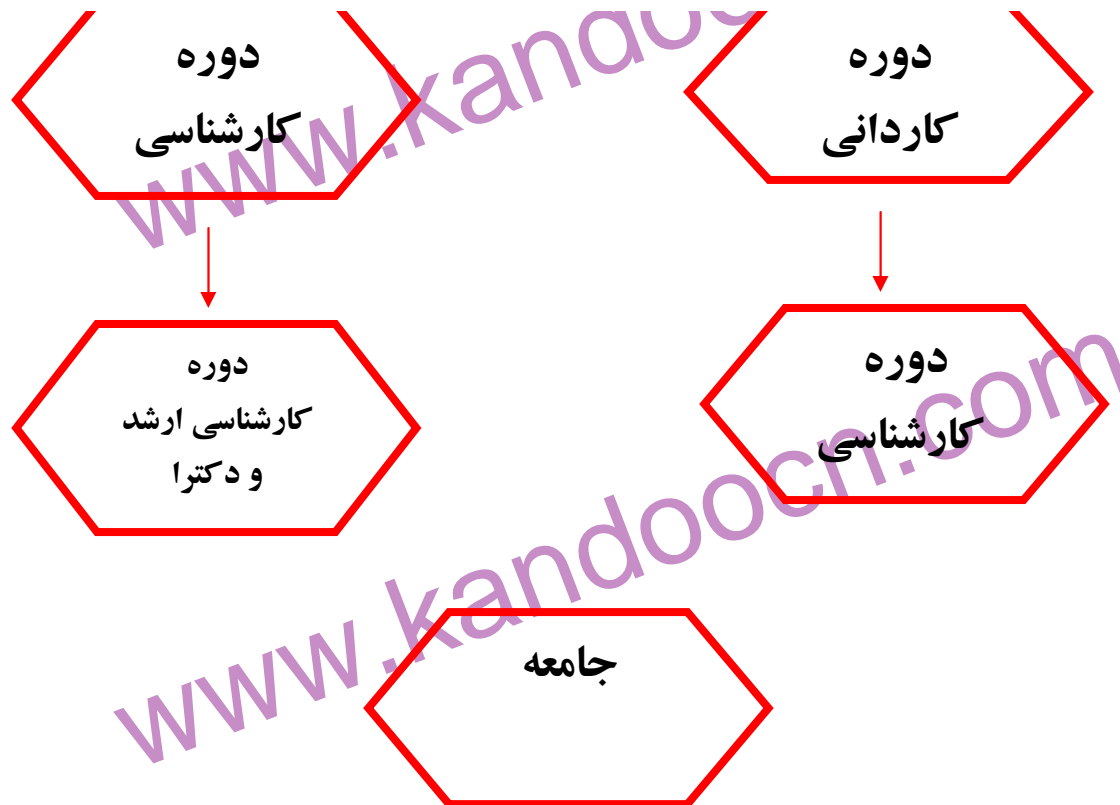 دوره
کاردانی
دوره
کارشناسی
دوره
کارشناسی
دوره
کارشناسی ارشد
و دکترا
جامعه
www.kandoocn.com
www.kandoocn.com